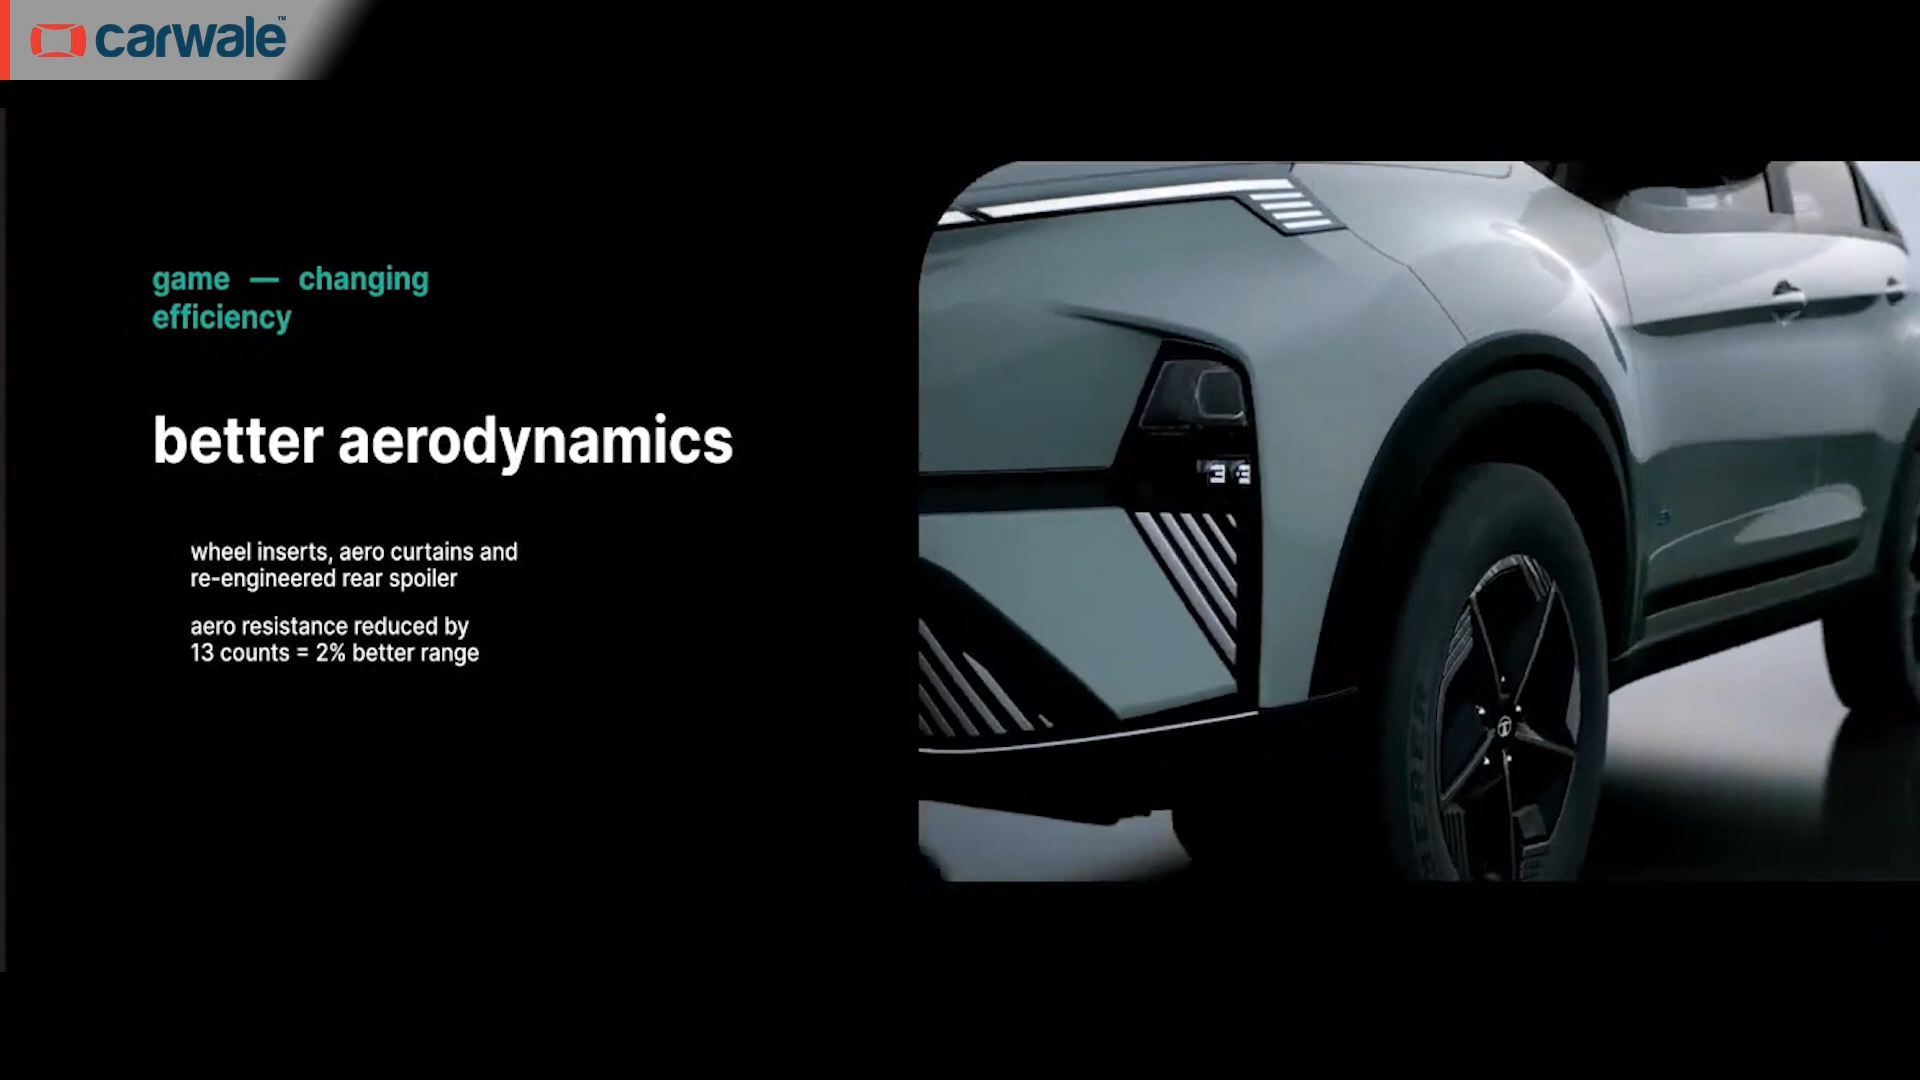 carwale™
game — changing
efficiency
better aerodynamics
wheel inserts, aero curtains and
re-engineered rear spoiler
aero resistance reduced by
13 counts = 2% better range